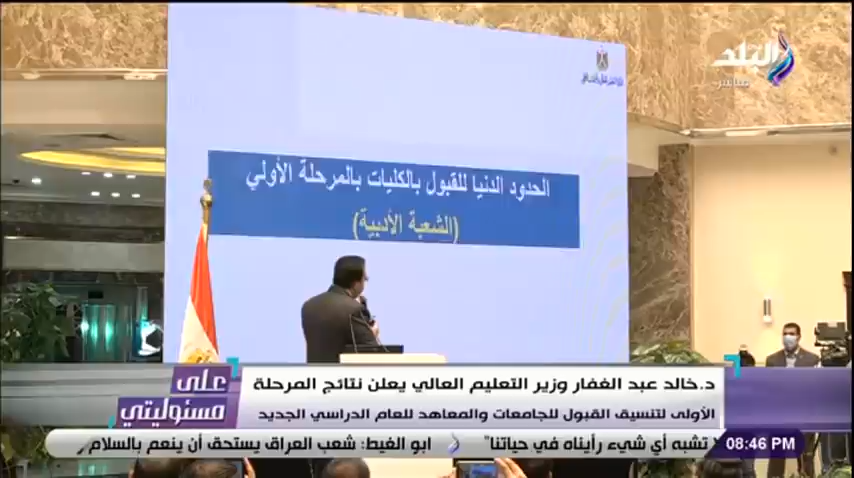 البلد
مباشر
الحدود الدنيا للقبول بالكليات بالمرحلة الأولي
(الشعبة الأدبية)
على
مسئوليتي
د.خالد عبد الغفار وزير التعليم العالي يعلن نتائج المرحلة
الأولى لتنسيق القبول للجامعات والمعاهد للعام الدراسي الجديد
تشبه أي شيء رأيناه في حياتنا" ابو الغيط: شعب العراق يستحق أن ينعم بالسلام
08:46 PM